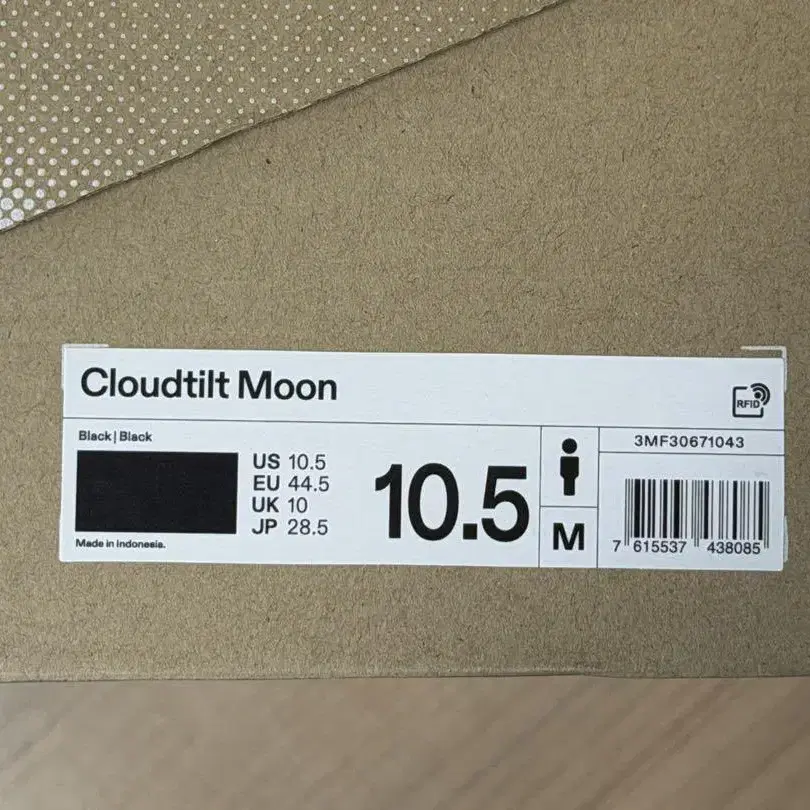 Cloudtilt Moon
RFID
Black | Black
US 10.5
EU 44.5
UK 10
JP 28.5
Made in Indonesia.
10.5
M
3MF30671043
7 615537 438085